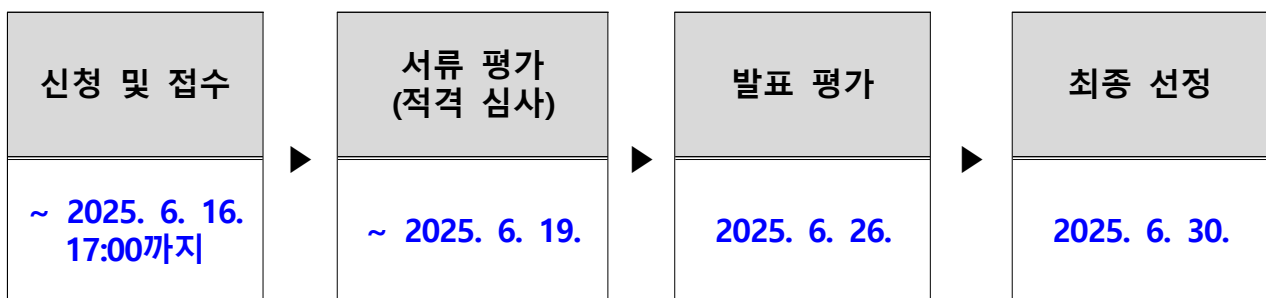 신청 및 접수
~ 2025. 6. 16.
17:00까지
▶
서류 평가
(적격 심사)
~ 2025. 6. 19.
▶
발표 평가
2025. 6. 26.
▶
최종 선정
2025. 6. 30.